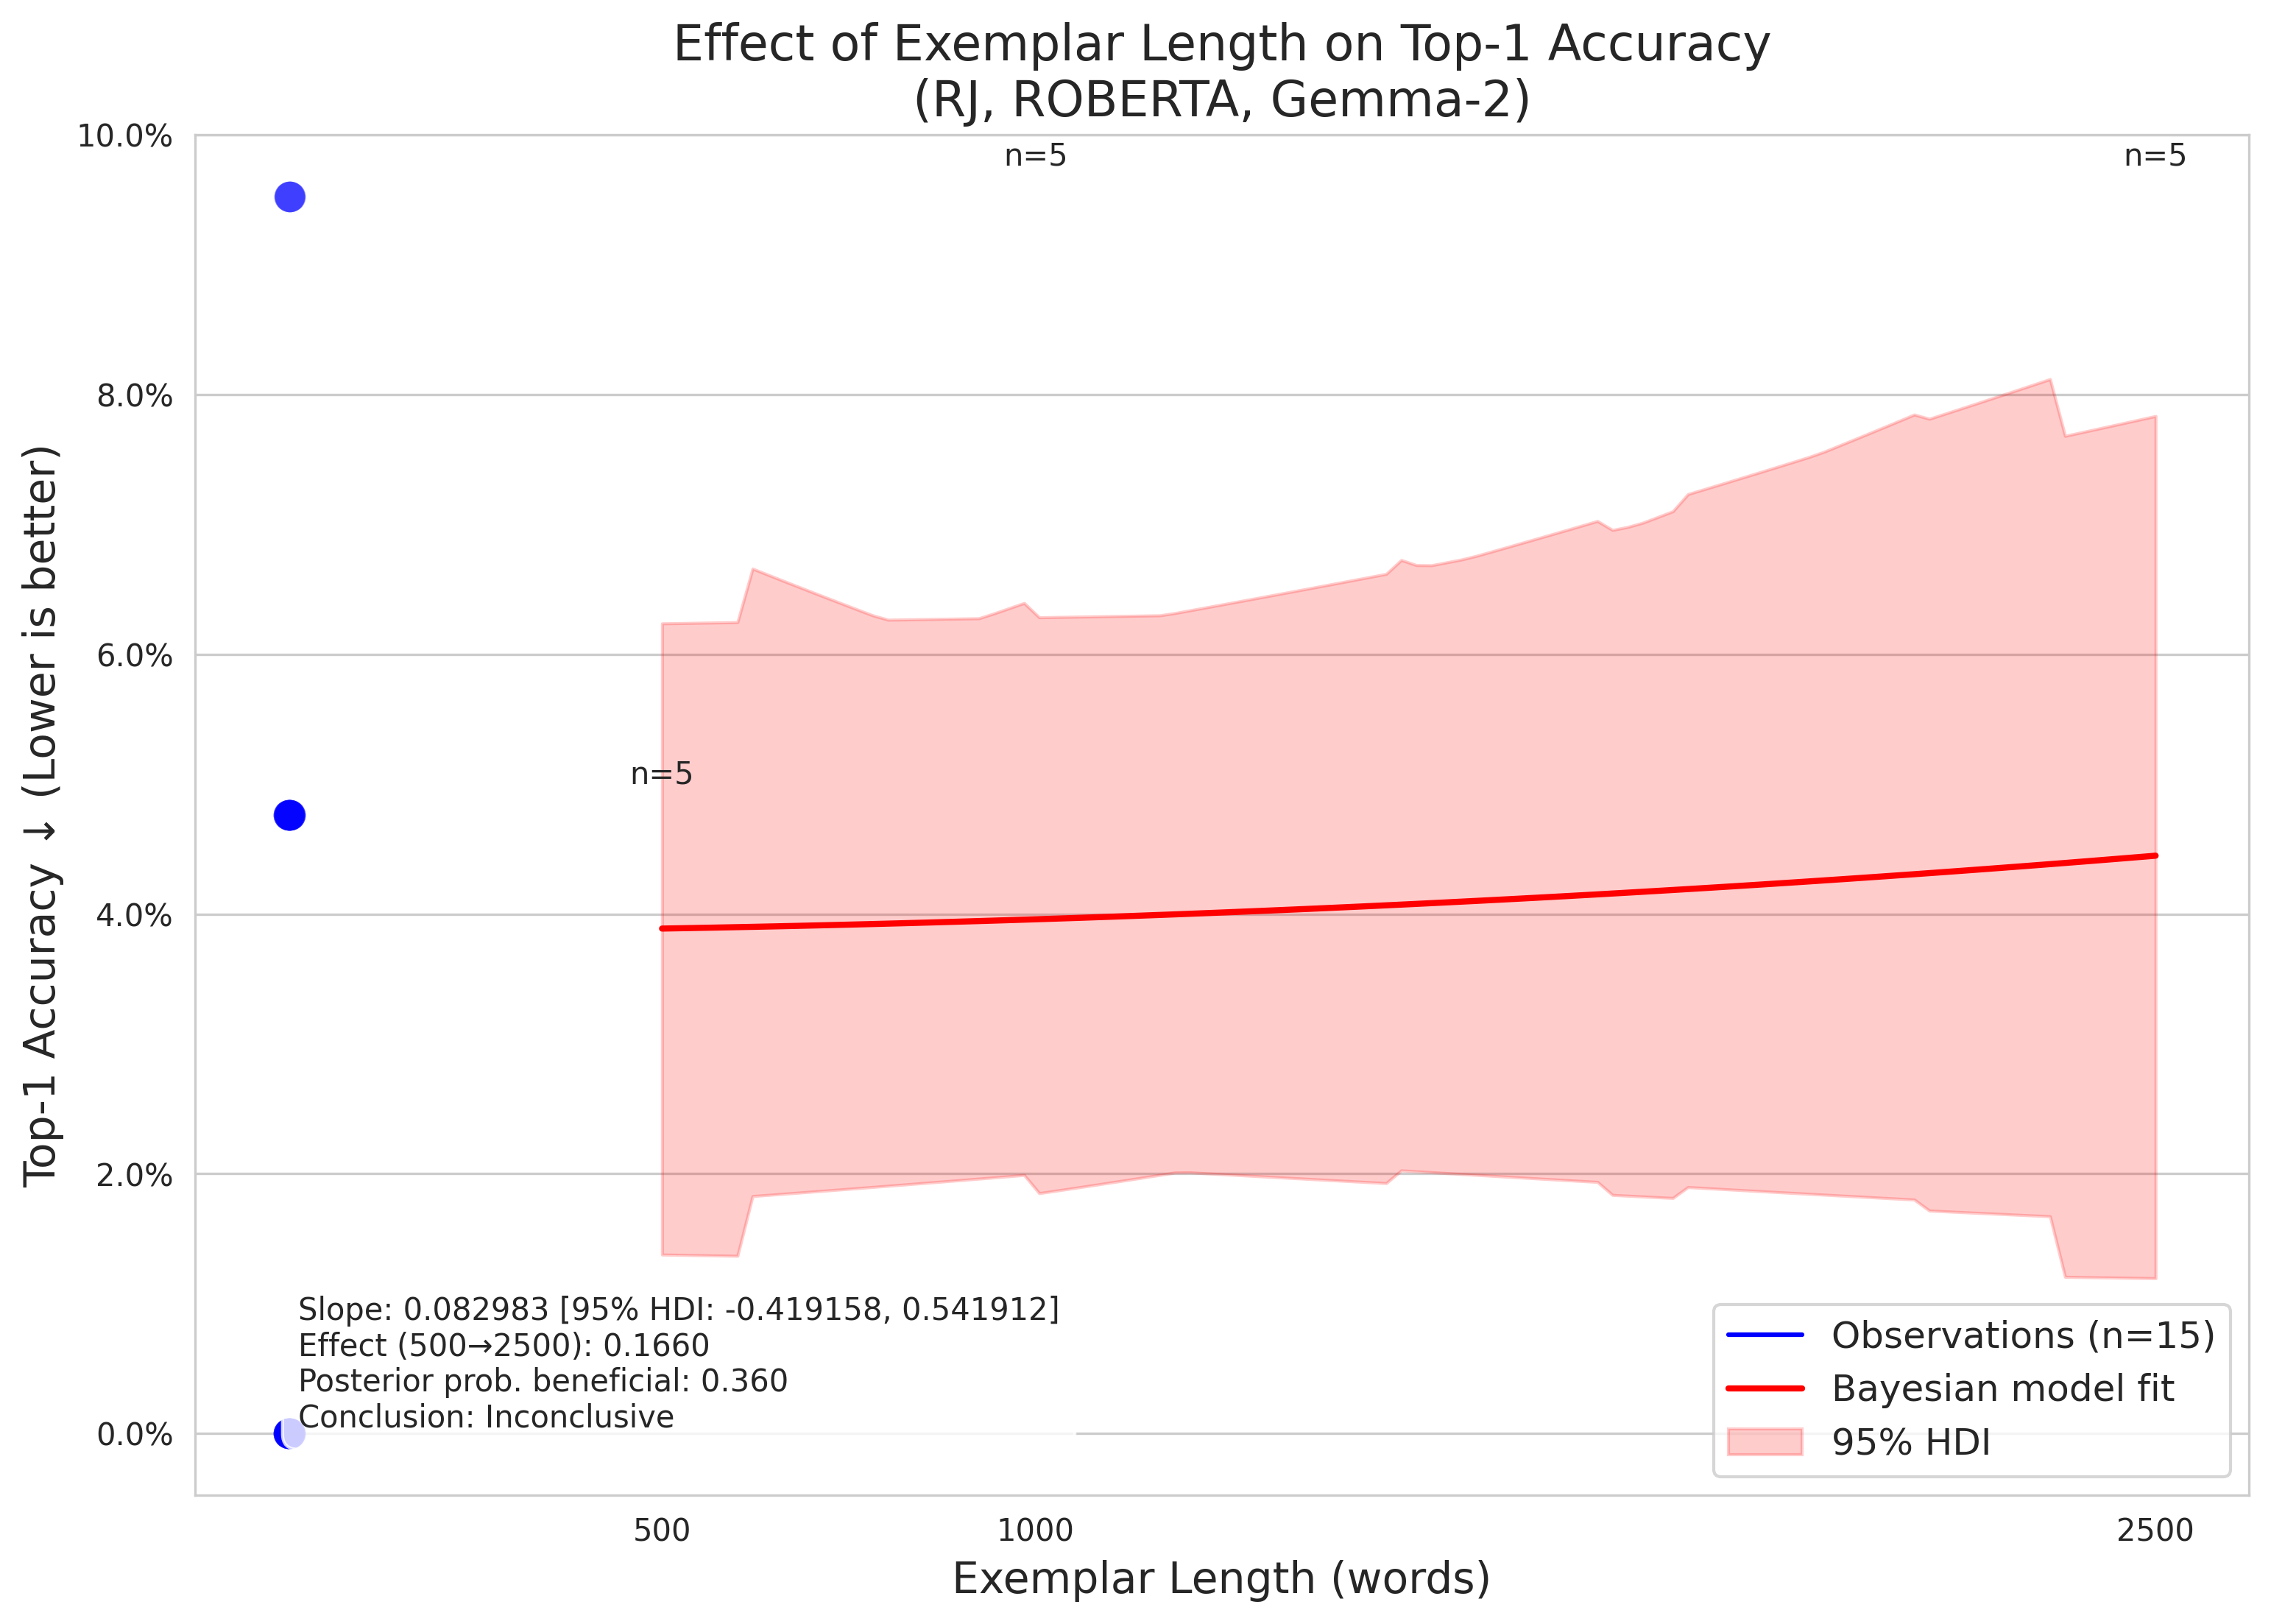 Effect of Exemplar Length on Top-1 Accuracy
(RJ, ROBERTA, Gemma-2)
Top-1 Accuracy ↓ (Lower is better)
10.0%
8.0%
6.0%
4.0%
2.0%
0.0%
n=5
n=5
n=5
Slope: 0.082983 [95% HDI: -0.419158, 0.541912]
Effect (500→2500): 0.1660
Posterior prob. beneficial: 0.360
Conclusion: Inconclusive
Observations (n=15)
Bayesian model fit
95% HDI
500
1000
2500
Exemplar Length (words)